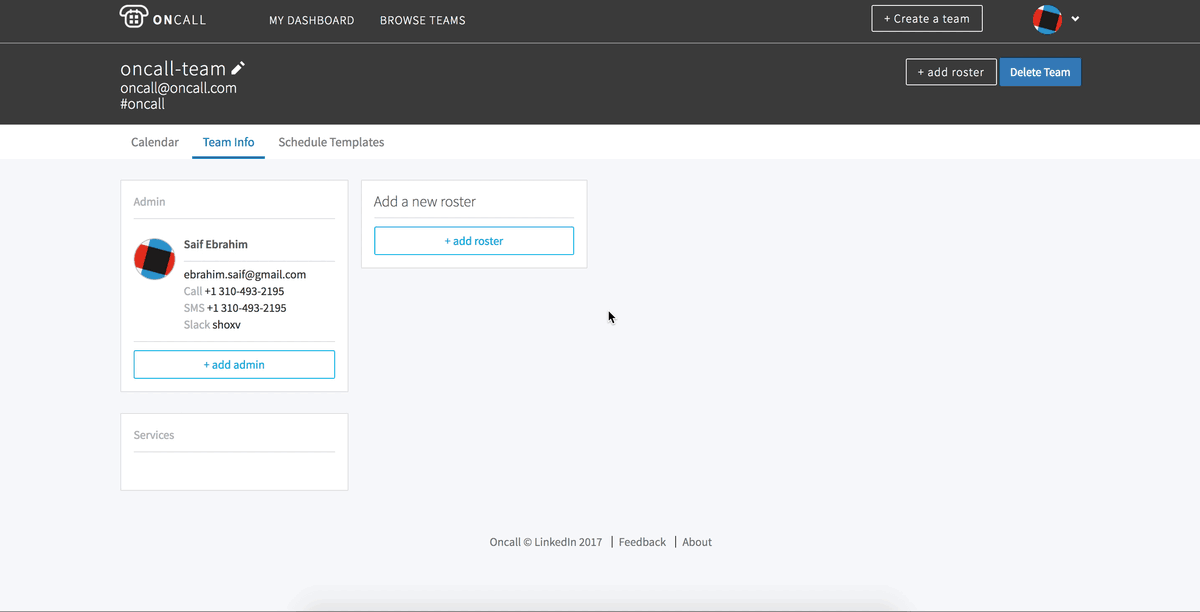 ONCALL MY DASHBOARD BROWSE TEAMS + Create a team
oncall-team
oncall@oncall.com
#oncall
+ add roster Delete Team
Calendar Team Info Schedule Templates
Admin
Saif Ebrahim
ebrahim.saif@gmail.com
Call +1 310-493-2195
SMS +1 310-493-2195
Slack shoxv
+ add admin
Services
Add a new roster
+ add roster
Oncall © LinkedIn 2017 | Feedback | About